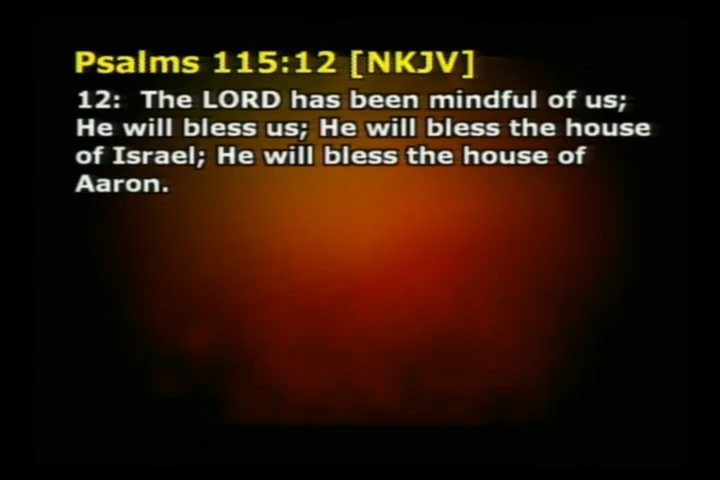 Psalms 115:12 [NKJV]
12:  The LORD has been mindful of us;
He will bless us; He will bless the house
of Israel; He will bless the house of
Aaron.